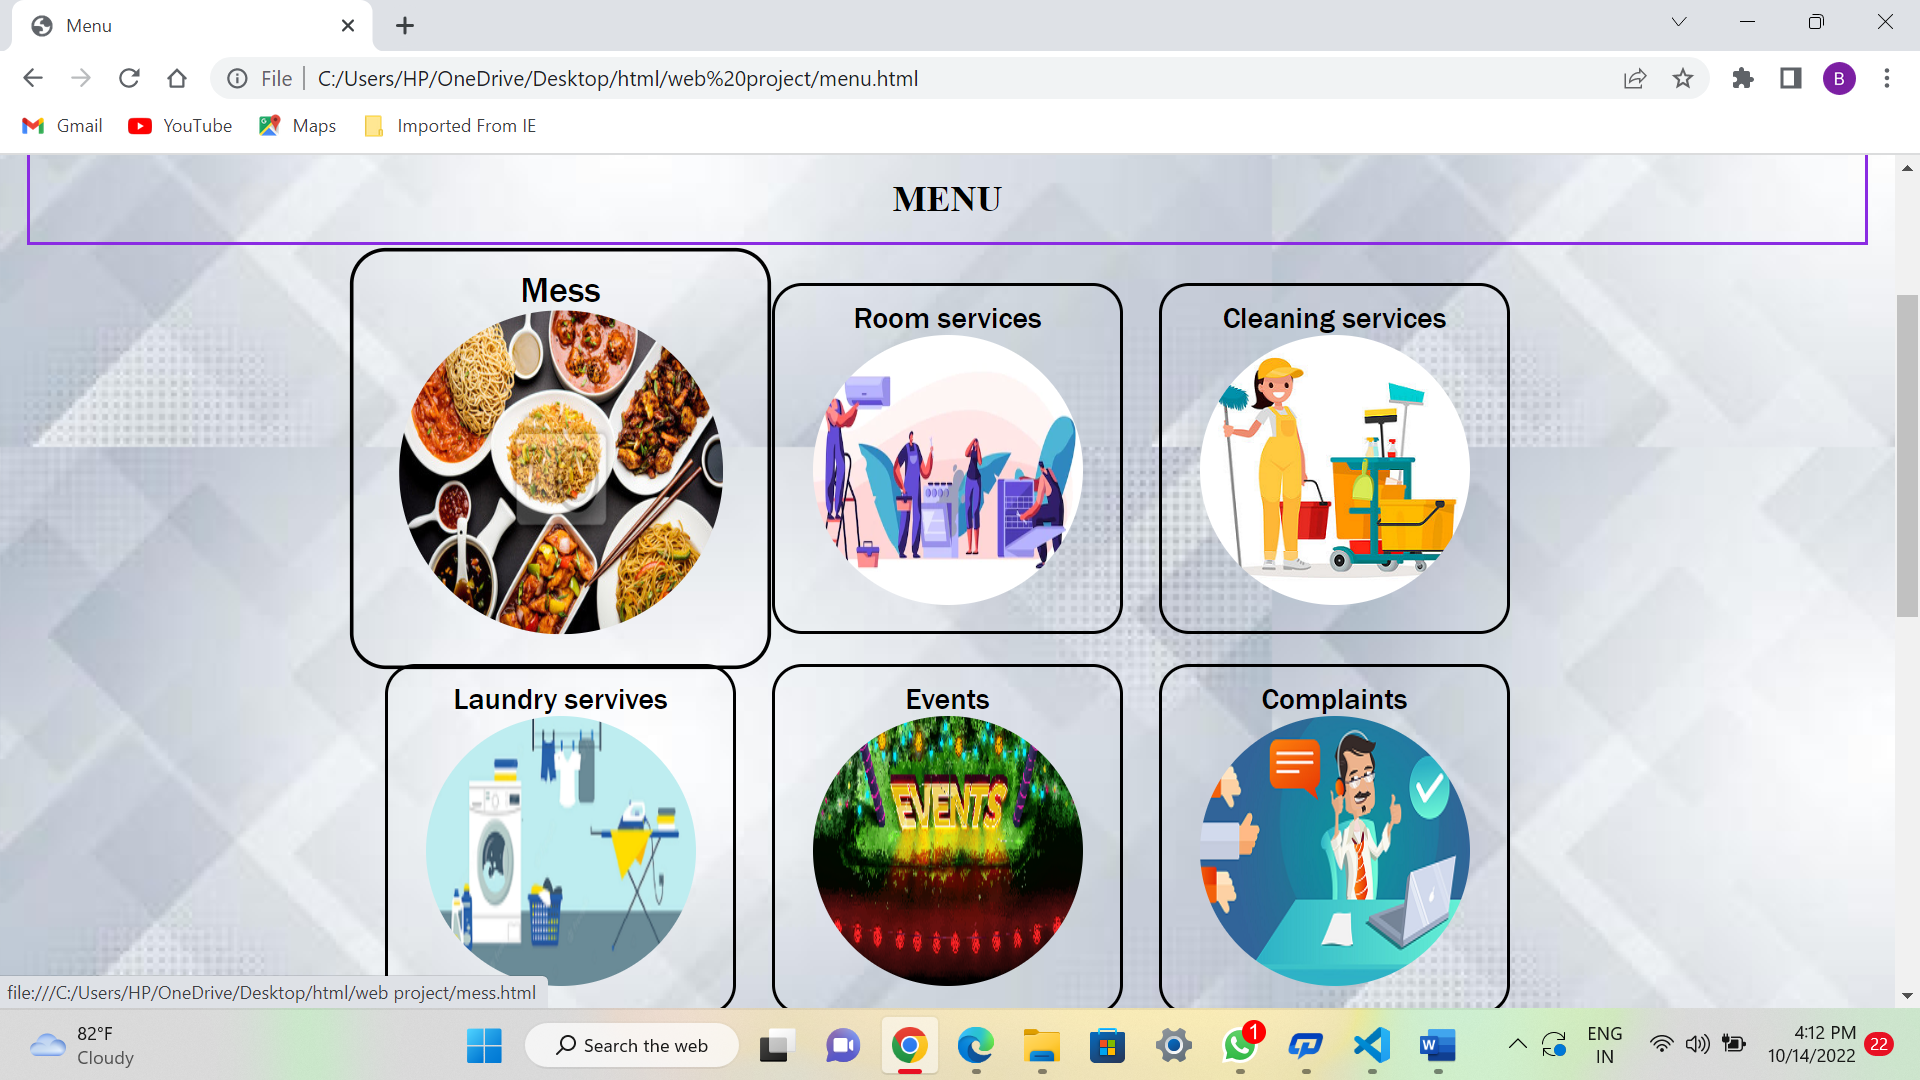 Menu
File
C:/Users/HP/OneDrive/Desktop/html/web%20project/menu.html
B
Gmail
YouTube
Maps
Imported From IE
MENU
Mess
Room services
Cleaning services
Laundry servives
Events
Complaints
EVENTS
file:///C:/Users/HP/OneDrive/Desktop/html/web project/mess.html
82°F
Cloudy
Search the web
1
W
ENG
IN
4:12 PM
10/14/2022
22